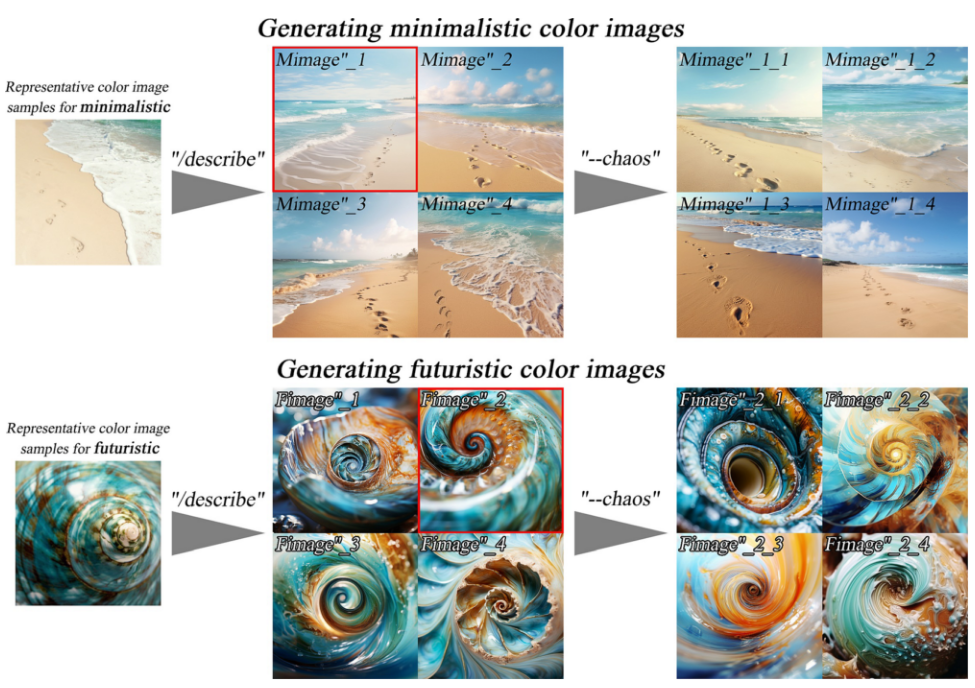 Generating minimalistic color images
Representative color image
samples for minimalistic
"/describe"
Mimage"_1
Mimage"_2
Mimage"_3
Mimage"_4
"--chaos"
Mimage"_1_1
Mimage"_1_2
Mimage"_1_3
Mimage"_1_4
Generating futuristic color images
Representative color image
samples for futuristic
"/describe"
Fimage"_1
Fimage"_2
Fimage"_3
Fimage"_4
"--chaos"
Fimage"_2_1
Fimage"_2_2
Fimage"_2_3
Fimage"_2_4